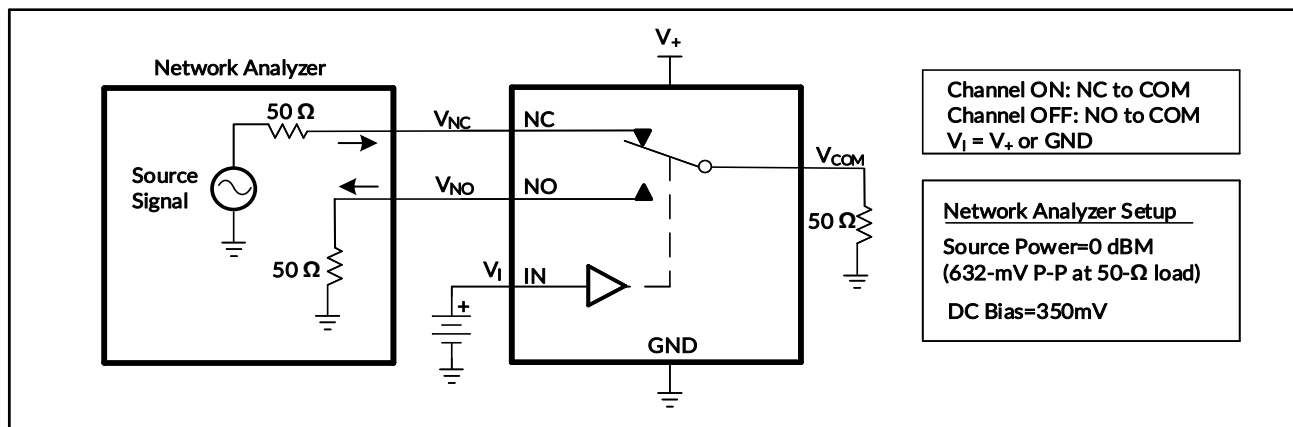 V+
Network Analyzer
50 Ω
VNC
NC
Source
Signal
VNO
NO
50 Ω
VI
IN
VCOM
50 Ω
GND
Channel ON: NC to COM
Channel OFF: NO to COM
VI = V+ or GND
Network Analyzer Setup
Source Power=0 dBM
(632-mV P-P at 50-Ω load)
DC Bias=350mV
+